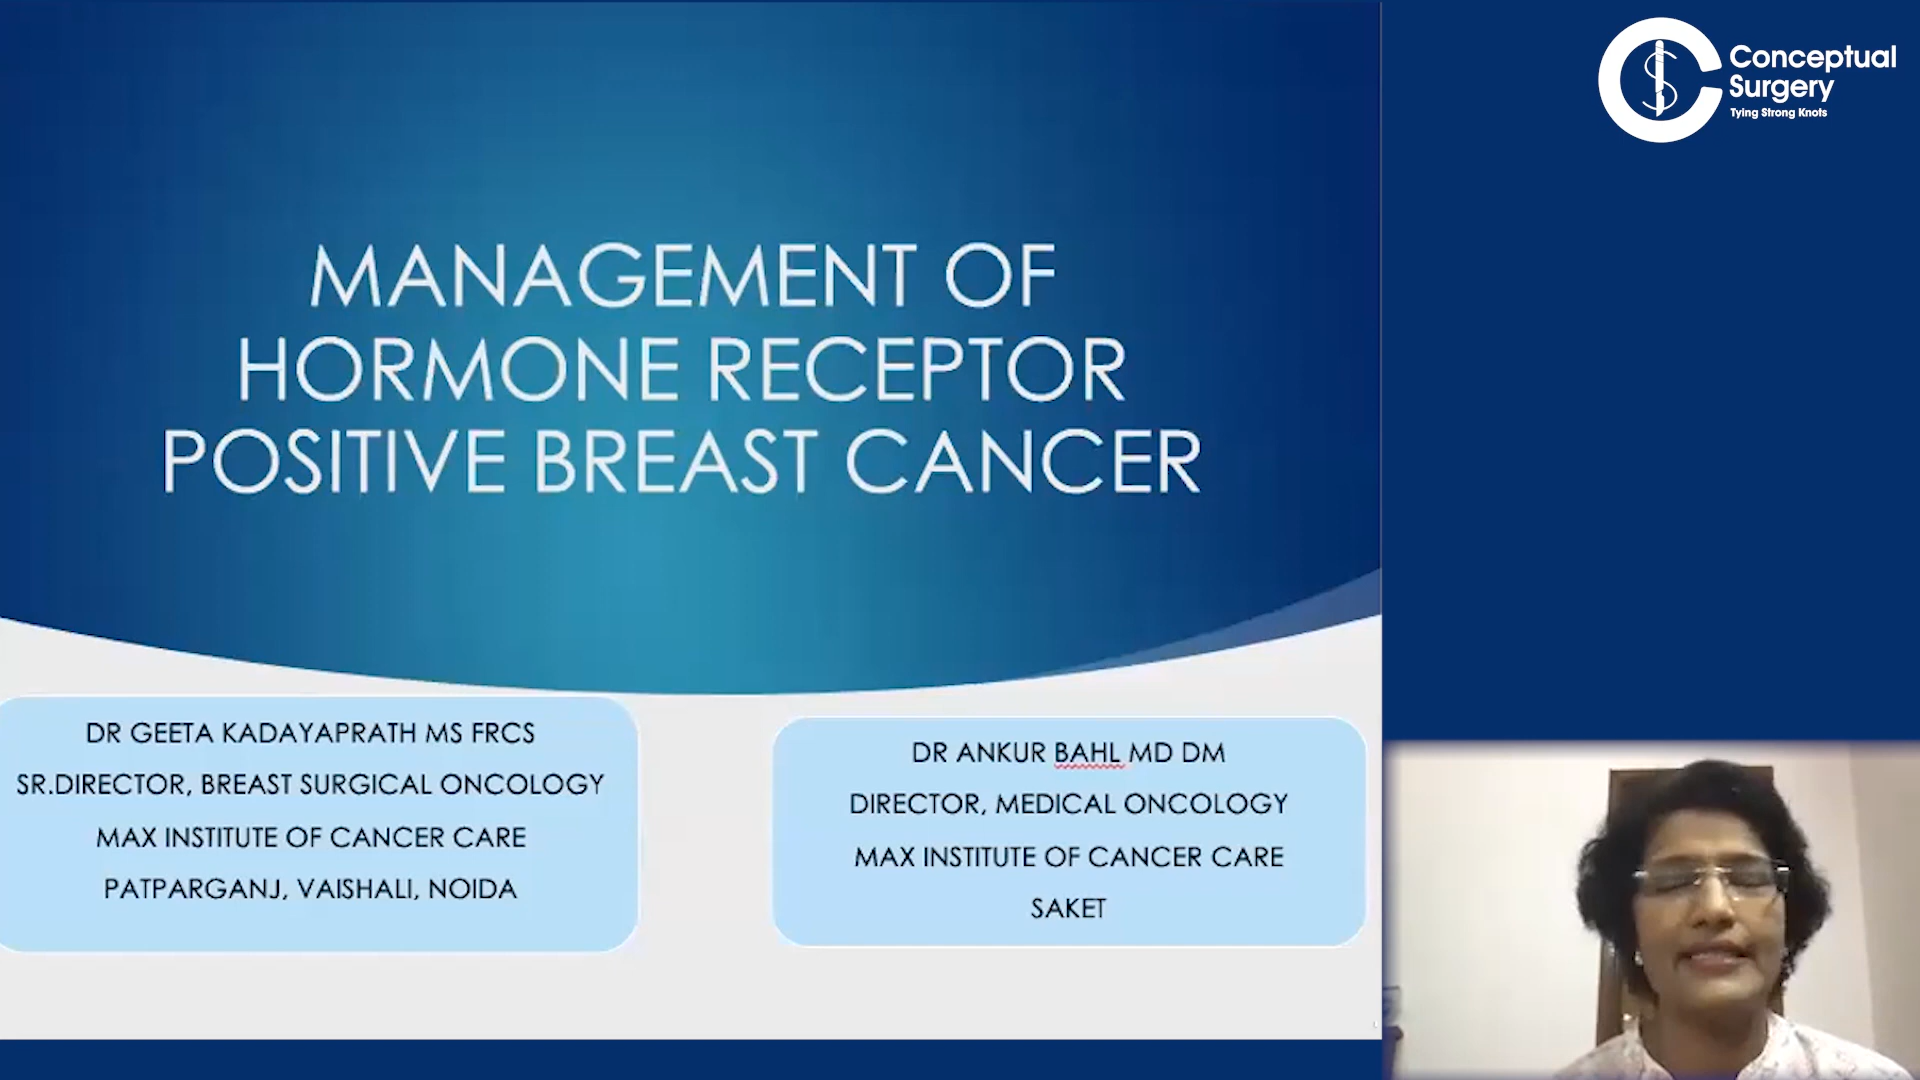 MANAGEMENT OF
HORMONE RECEPTOR
POSITIVE BREAST CANCER
DR GEETA KADAYAPRATH MS FRCS
SR.DIRECTOR, BREAST SURGICAL ONCOLOGY
MAX INSTITUTE OF CANCER CARE
PATPARGANJ, VAISHALI, NOIDA
DR ANKUR BAHL MD DM
DIRECTOR, MEDICAL ONCOLOGY
MAX INSTITUTE OF CANCER CARE
SAKET
Conceptual
Surgery
Tying Strong Knots